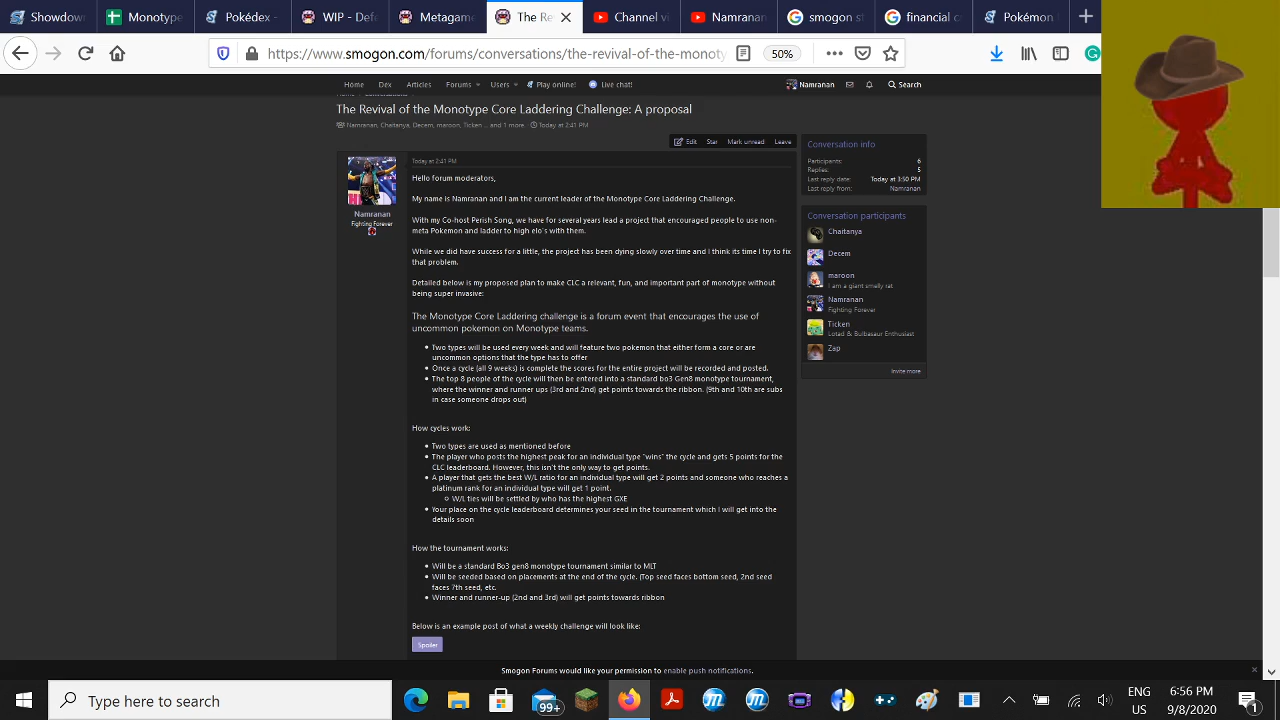 Showdow
Monotype
Pokédex -
WIP - Defe
Metagame
The Re
Channel vi
Namranan
smogon st
financial c
Pokémon
https://www.smogon.com/forums/conversations/the-revival-of-the-monoty
50%
Home Dex Articles Forums Users Play online! Live chat! Namranan Search
The Revival of the Monotype Core Laddering Challenge: A proposal
Namranan, Chaitanya, Decem, maroon, Ticken ... and 1 more. Today at 2:41 PM
Edit Star Mark unread Leave
Today at 2:41 PM
Namranan
Fighting Forever
Hello forum moderators,
My name is Namranan and I am the current leader of the Monotype Core Laddering Challenge.
With my Co-host Perish Song, we have for several years lead a project that encouraged people to use non-
meta Pokemon and ladder to high elo's with them.
While we did have success for a little, the project has been dying slowly over time and I think its time I try to fix
that problem.
Detailed below is my proposed plan to make CLC a relevant, fun, and important part of monotype without
being super invasive:
The Monotype Core Laddering challenge is a forum event that encourages the use of
uncommon pokemon on Monotype teams.
Two types will be used every week and will feature two pokemon that either form a core or are
uncommon options that the type has to offer
Once a cycle (all 9 weeks) is complete the scores for the entire project will be recorded and posted.
The top 8 people of the cycle will then be entered into a standard bo3 Gen8 monotype tournament,
where the winner and runner ups (3rd and 2nd) get points towards the ribbon. (9th and 10th are subs
in case someone drops out)
How cycles work:
Two types are used as mentioned before
The player who posts the highest peak for an individual type "wins" the cycle and gets 5 points for the
CLC leaderboard. However, this isn't the only way to get points.
A player that gets the best W/L ratio for an individual type will get 2 points and someone who reaches a
platinum rank for an individual type will get 1 point.
W/L ties will be settled by who has the highest GXE
Your place on the cycle leaderboard determines your seed in the tournament which I will get into the
details soon
How the tournament works:
Will be a standard Bo3 gen8 monotype tournament similar to MLT
Will be seeded based on placements at the end of the cycle. (Top seed faces bottom seed, 2nd seed
faces 7th seed, etc.
Winner and runner-up (2nd and 3rd) will get points towards ribbon
Below is an example post of what a weekly challenge will look like:
Spoiler
Conversation info
Participants: 6
Replies: 5
Last reply date: Today at 3:50 PM
Last reply from: Namranan
Conversation participants
Chaitanya
Decem
maroon
I am a giant smelly rat
Namranan
Fighting Forever
Ticken
Lotad & Bulbasaur Enthusiast
Zap
Invite more
Smogon Forums would like your permission to enable push notifications.
Type here to search
99+
ENG
US
6:56 PM
9/8/2020
1